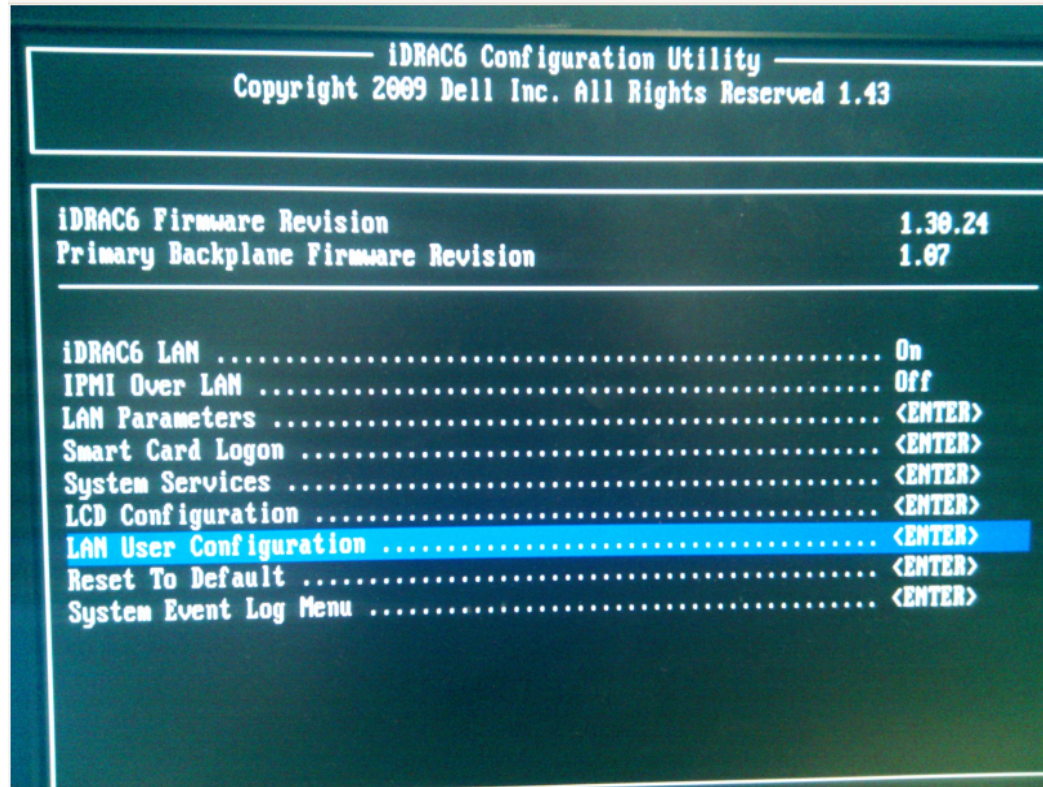 iDRAC6 Configuration Utility
Copyright 2009 Dell Inc. All Rights Reserved 1.43
iDRAC6 Firmware Revision 1.30.24
Primary Backplane Firmware Revision 1.07
iDRAC6 LAN ................................................. On
IPMI Over LAN .............................................. Off
LAN Parameters ............................................. <ENTER>
Smart Card Logon ........................................... <ENTER>
System Services ............................................ <ENTER>
LCD Configuration .......................................... <ENTER>
LAN User Configuration ..................................... <ENTER>
Reset To Default ........................................... <ENTER>
System Event Log Menu ...................................... <ENTER>